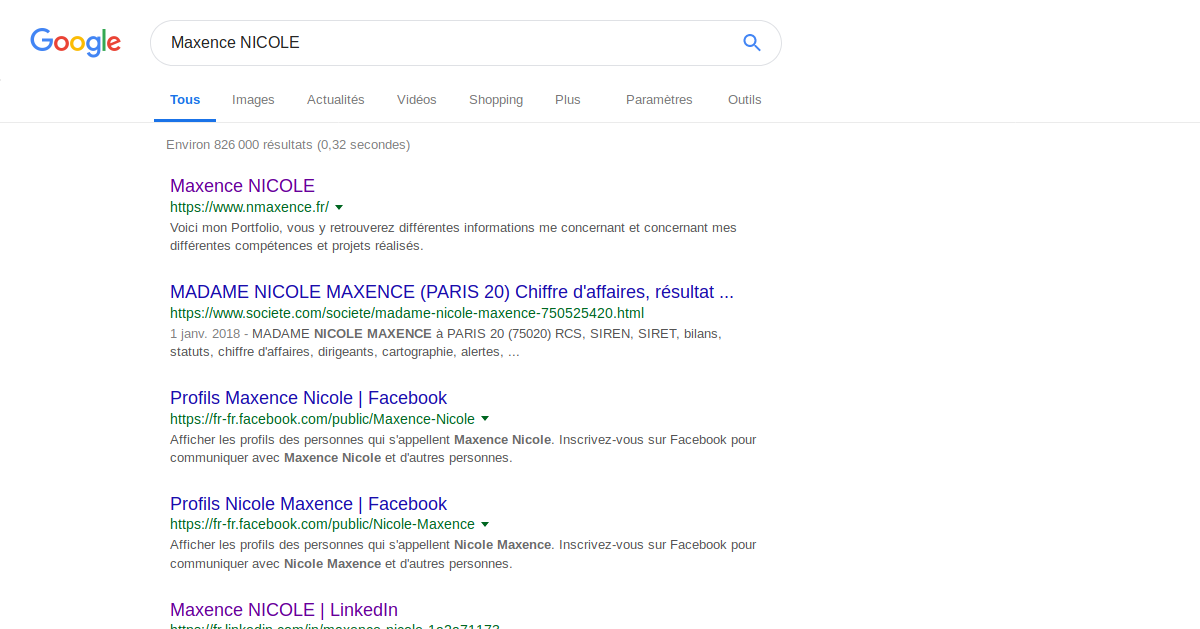 Google
Maxence NICOLE
Tous Images Actualités Vidéos Shopping Plus Paramètres Outils
Environ 826 000 résultats (0,32 secondes)
Maxence NICOLE
https://www.nmaxence.fr/
Voici mon Portfolio, vous y retrouverez différentes informations me concernant et concernant mes
différentes compétences et projets réalisés.
MADAME NICOLE MAXENCE (PARIS 20) Chiffre d'affaires, résultat ...
https://www.societe.com/societe/madame-nicole-maxence-750525420.html
1 janv. 2018 - MADAME NICOLE MAXENCE à PARIS 20 (75020) RCS, SIREN, SIRET, bilans,
statuts, chiffre d'affaires, dirigeants, cartographie, alertes, ...
Profils Maxence Nicole | Facebook
https://fr-fr.facebook.com/public/Maxence-Nicole
Afficher les profils des personnes qui s'appellent Maxence Nicole. Inscrivez-vous sur Facebook pour
communiquer avec Maxence Nicole et d'autres personnes.
Profils Nicole Maxence | Facebook
https://fr-fr.facebook.com/public/Nicole-Maxence
Afficher les profils des personnes qui s'appellent Nicole Maxence. Inscrivez-vous sur Facebook pour
communiquer avec Nicole Maxence et d'autres personnes.
Maxence NICOLE | LinkedIn